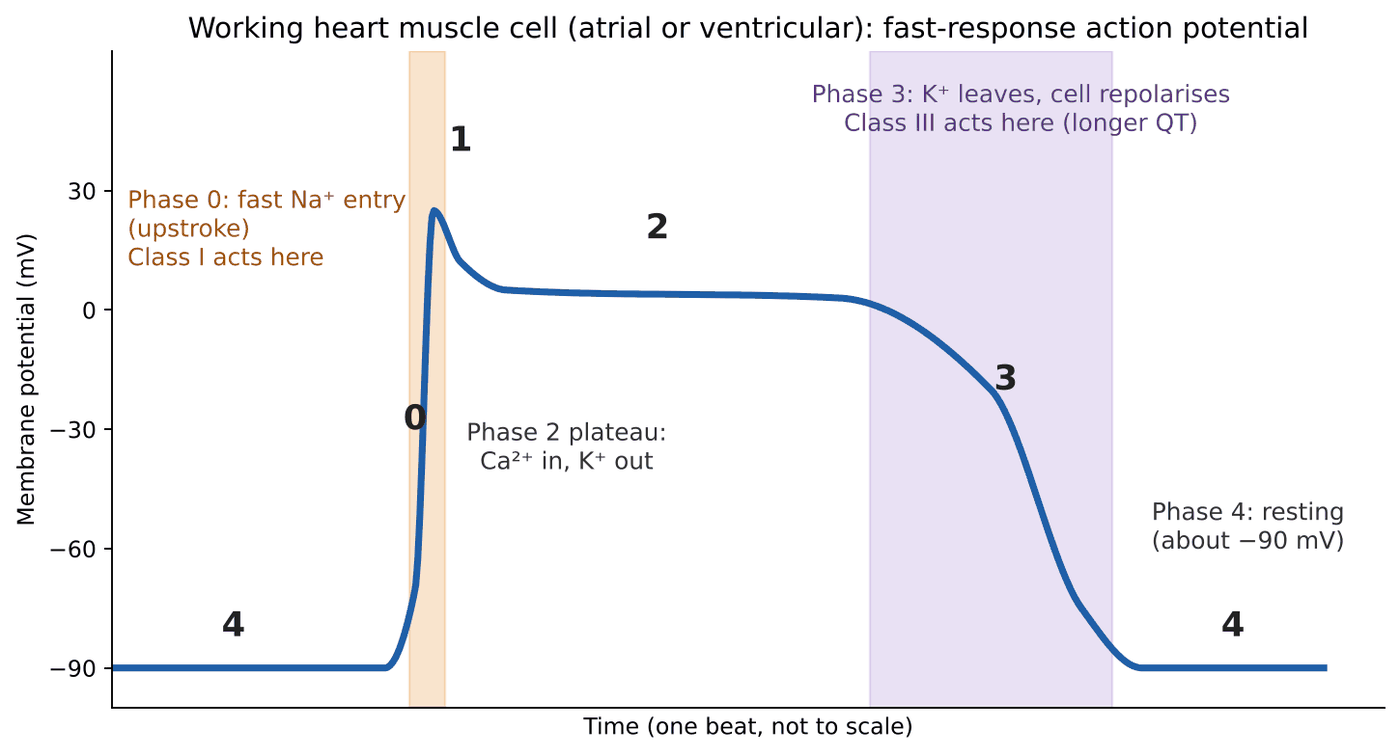 Working heart muscle cell (atrial or ventricular): fast-response action potential
Phase 3: K⁺ leaves, cell repolarises
Class III acts here (longer QT)
1
30
Phase 0: fast Na⁺ entry
(upstroke)
Class I acts here
2
0
3
0
−30
Phase 2 plateau:
Ca²⁺ in, K⁺ out
Phase 4: resting
(about −90 mV)
−60
4
4
−90
Membrane potential (mV)
Time (one beat, not to scale)